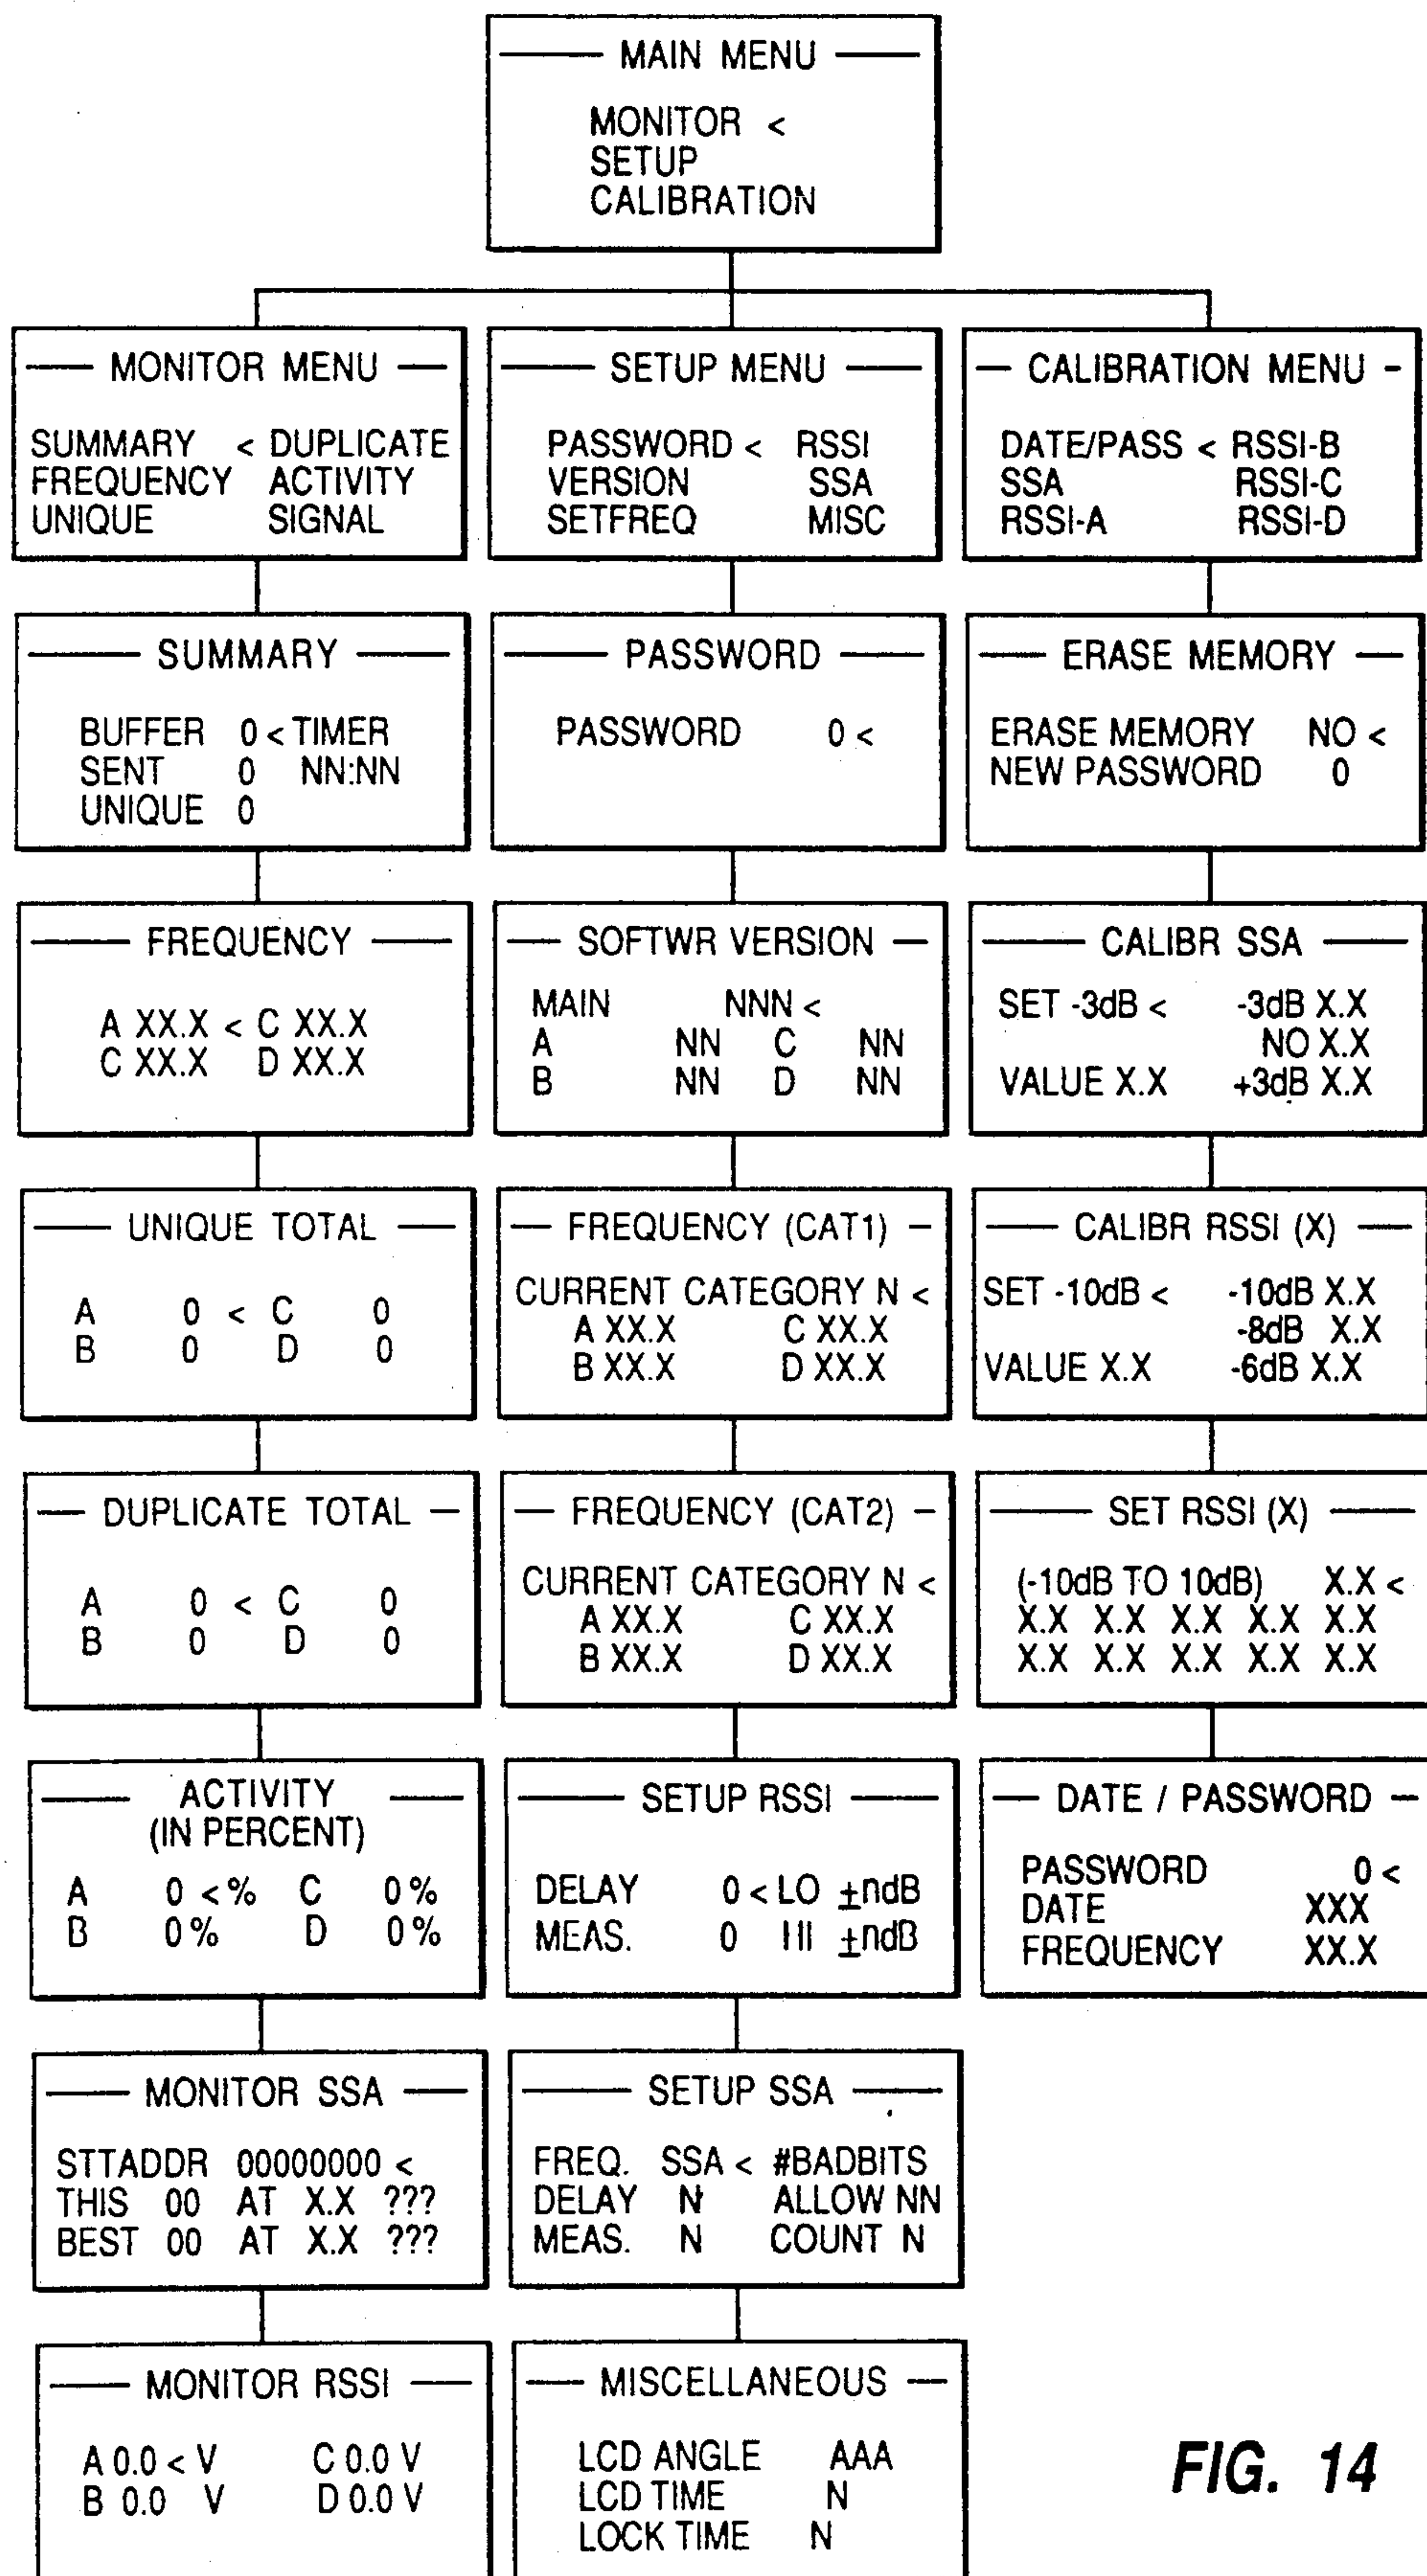 MAIN MENU
MONITOR <
SETUP
CALIBRATION
MONITOR MENU
SUMMARY < DUPLICATE
FREQUENCY ACTIVITY
UNIQUE SIGNAL
SUMMARY
BUFFER 0 < TIMER
SENT 0 NN:NN
UNIQUE 0
FREQUENCY
A XX.X < C XX.X
C XX.X D XX.X
UNIQUE TOTAL
A 0 < C 0
B 0 D 0
DUPLICATE TOTAL
A 0 < C 0
B 0 D 0
ACTIVITY
(IN PERCENT)
A 0 < % C 0 %
B 0 % D 0 %
MONITOR SSA
STTADDR 00000000 <
THIS 00 AT X.X ???
BEST 00 AT X.X ???
MONITOR RSSI
A 0.0 < V C 0.0 V
B 0.0 V D 0.0 V
SETUP MENU
PASSWORD < RSSI
VERSION SSA
SETFREQ MISC
PASSWORD
PASSWORD 0 <
SOFTWR VERSION
MAIN NNN <
A NN C NN
B NN D NN
FREQUENCY (CAT1)
CURRENT CATEGORY N <
A XX.X C XX.X
B XX.X D XX.X
FREQUENCY (CAT2)
CURRENT CATEGORY N <
A XX.X C XX.X
B XX.X D XX.X
SETUP RSSI
DELAY 0 < LO ±ndB
MEAS. 0 HI ±ndB
SETUP SSA
FREQ. SSA < #BADBITS
DELAY N ALLOW NN
MEAS. N COUNT N
MISCELLANEOUS
LCD ANGLE AAA
LCD TIME N
LOCK TIME N
CALIBRATION MENU
DATE/PASS < RSSI-B
SSA RSSI-C
RSSI-A RSSI-D
ERASE MEMORY
ERASE MEMORY NO <
NEW PASSWORD 0
CALIBR SSA
SET -3dB < -3dB X.X
NO X.X
VALUE X.X +3dB X.X
CALIBR RSSI (X)
SET -10dB < -10dB X.X
-8dB X.X
VALUE X.X -6dB X.X
SET RSSI (X)
(-10dB TO 10dB) X.X <
X.X X.X X.X X.X X.X
X.X X.X X.X X.X X.X
DATE / PASSWORD
PASSWORD 0 <
DATE XXX
FREQUENCY XX.X
FIG. 14